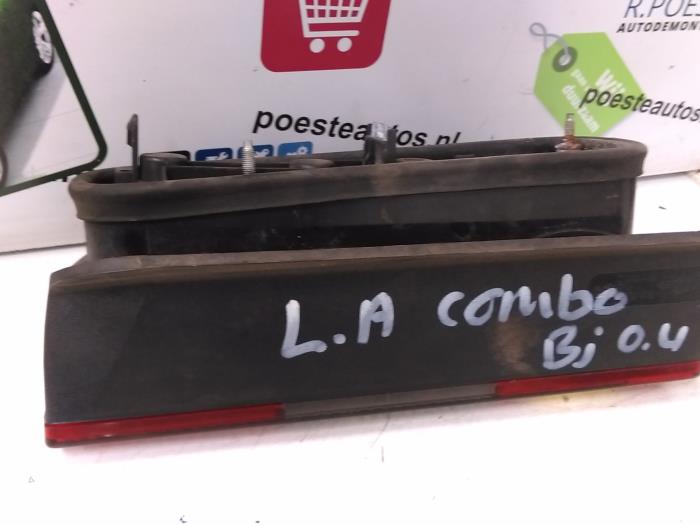 R.POES
AUTODEMONT
poesteautos.nl
poesteautos
L.A combo
Bj 0.4